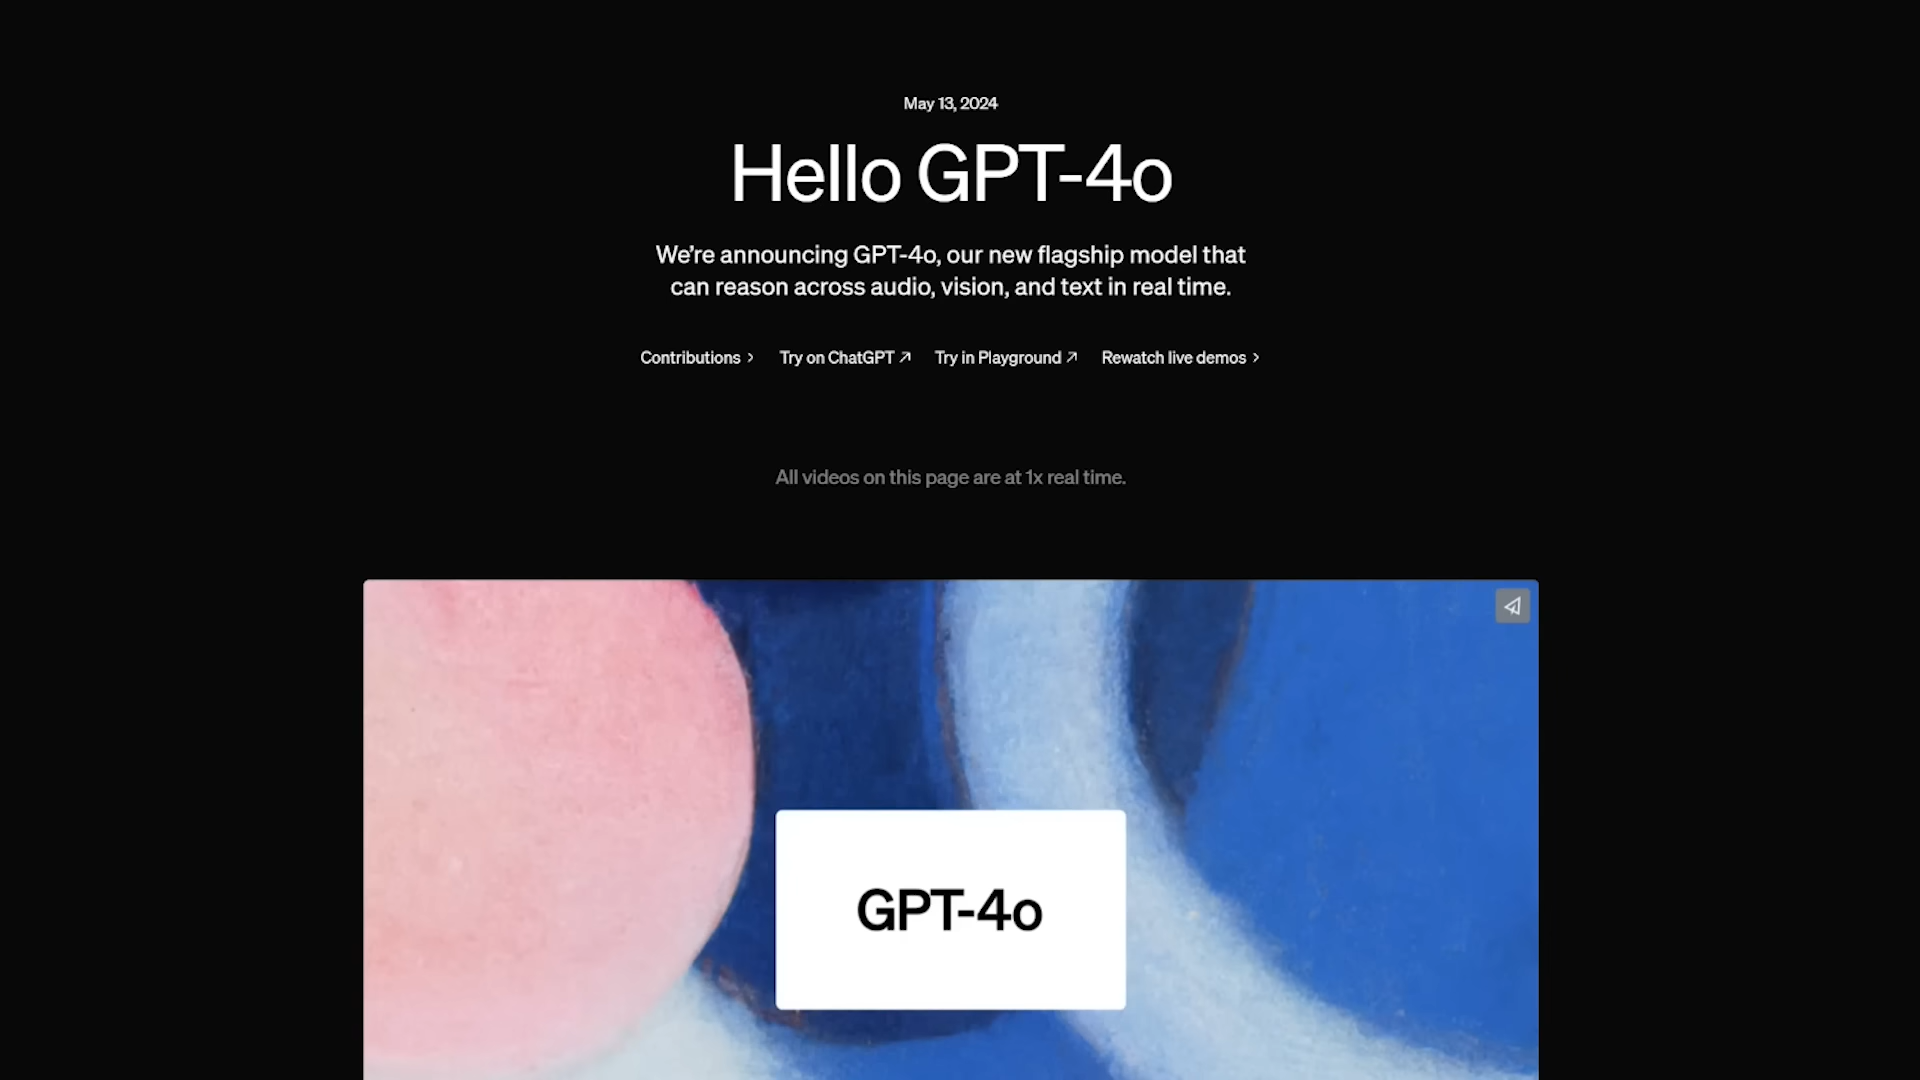 May 13, 2024
Hello GPT-4o
We’re announcing GPT-4o, our new flagship model that
can reason across audio, vision, and text in real time.
Contributions > Try on ChatGPT ↗ Try in Playground ↗ Rewatch live demos >
All videos on this page are at 1x real time.
GPT-4o